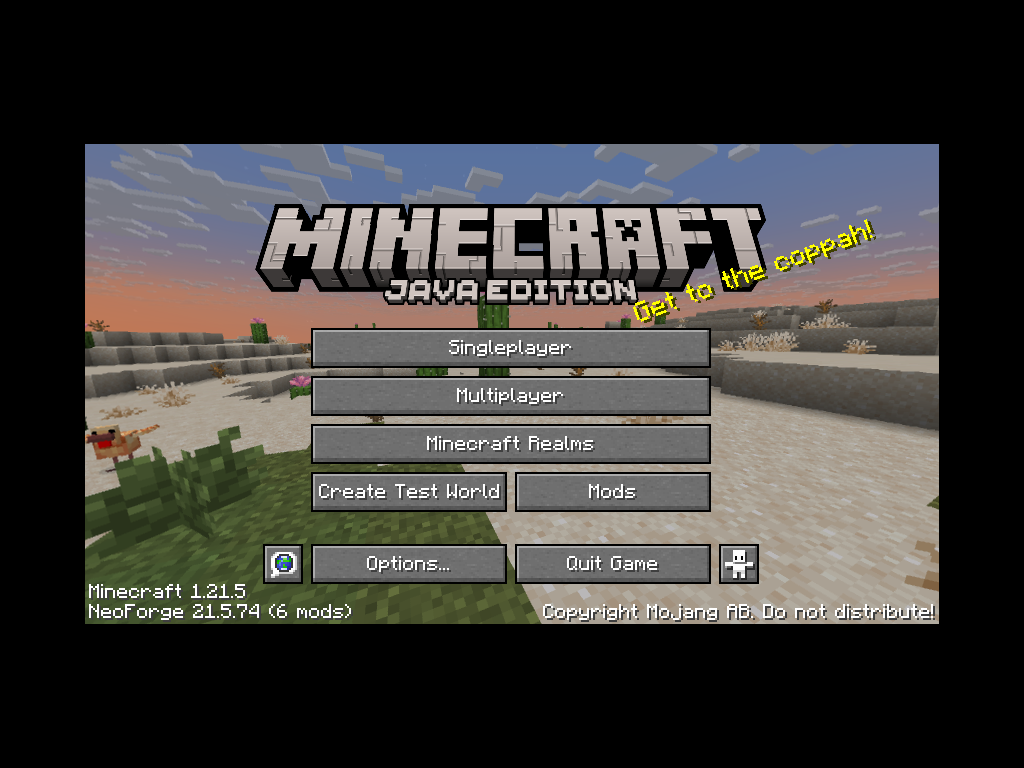 MINECRAFT
JAVA EDITION
Get to the coppah!
Singleplayer
Multiplayer
Minecraft Realms
Create Test World
Mods
Options...
Quit Game
Minecraft 1.21.5
NeoForge 21.5.74 (6 mods)
Copyright Mojang AB. Do not distribute!